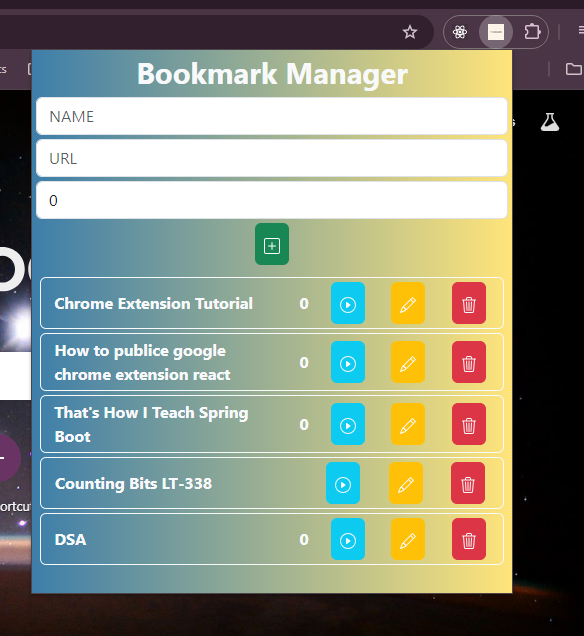 Bookmark Manager
NAME
URL
0
Chrome Extension Tutorial 0
How to publice google
chrome extension react 0
That's How I Teach Spring
Boot 0
Counting Bits LT-338
DSA 0